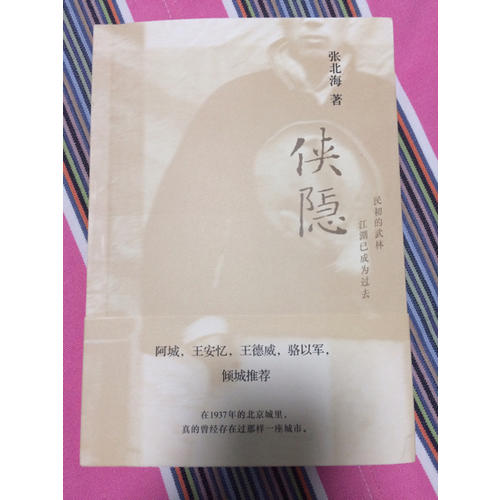 张北海 著
侠隐
民初的武林
江湖已成为过去
阿城，王安忆，王德威，骆以军，
倾城推荐
在1937年的北京城里，
真的曾经存在过那样一座城市。